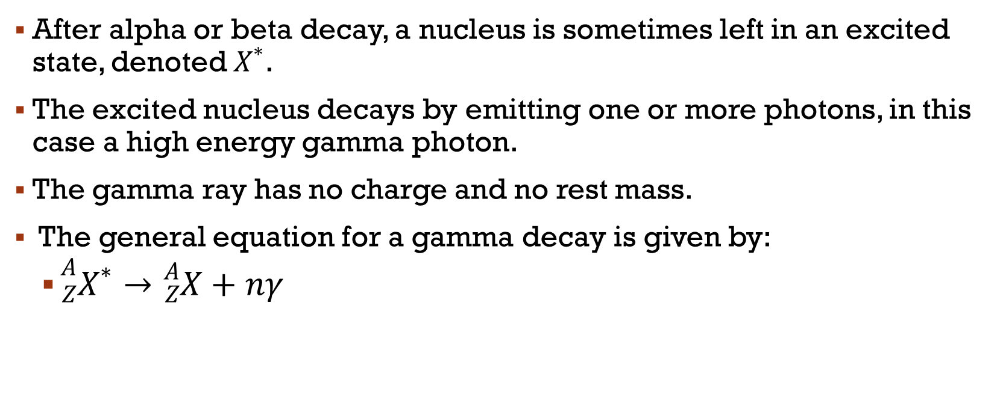 ▪ After alpha or beta decay, a nucleus is sometimes left in an excited
state, denoted X*.
▪ The excited nucleus decays by emitting one or more photons, in this
case a high energy gamma photon.
▪ The gamma ray has no charge and no rest mass.
▪ The general equation for a gamma decay is given by:
▪ $^{A}_{Z}X^{*} \rightarrow {}^{A}_{Z}X + n\gamma$